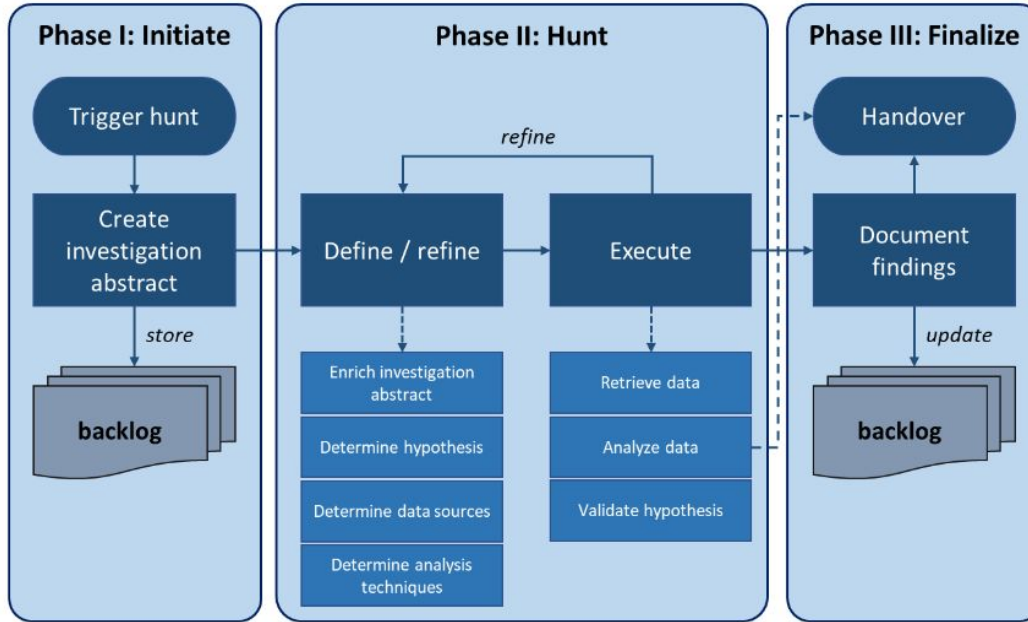 Phase I: Initiate
Trigger hunt
Create
investigation
abstract
store
backlog
Phase II: Hunt
refine
Define / refine
Execute
Enrich investigation
abstract
Determine hypothesis
Determine data sources
Determine analysis
techniques
Retrieve data
Analyze data
Validate hypothesis
Phase III: Finalize
Handover
Document
findings
update
backlog